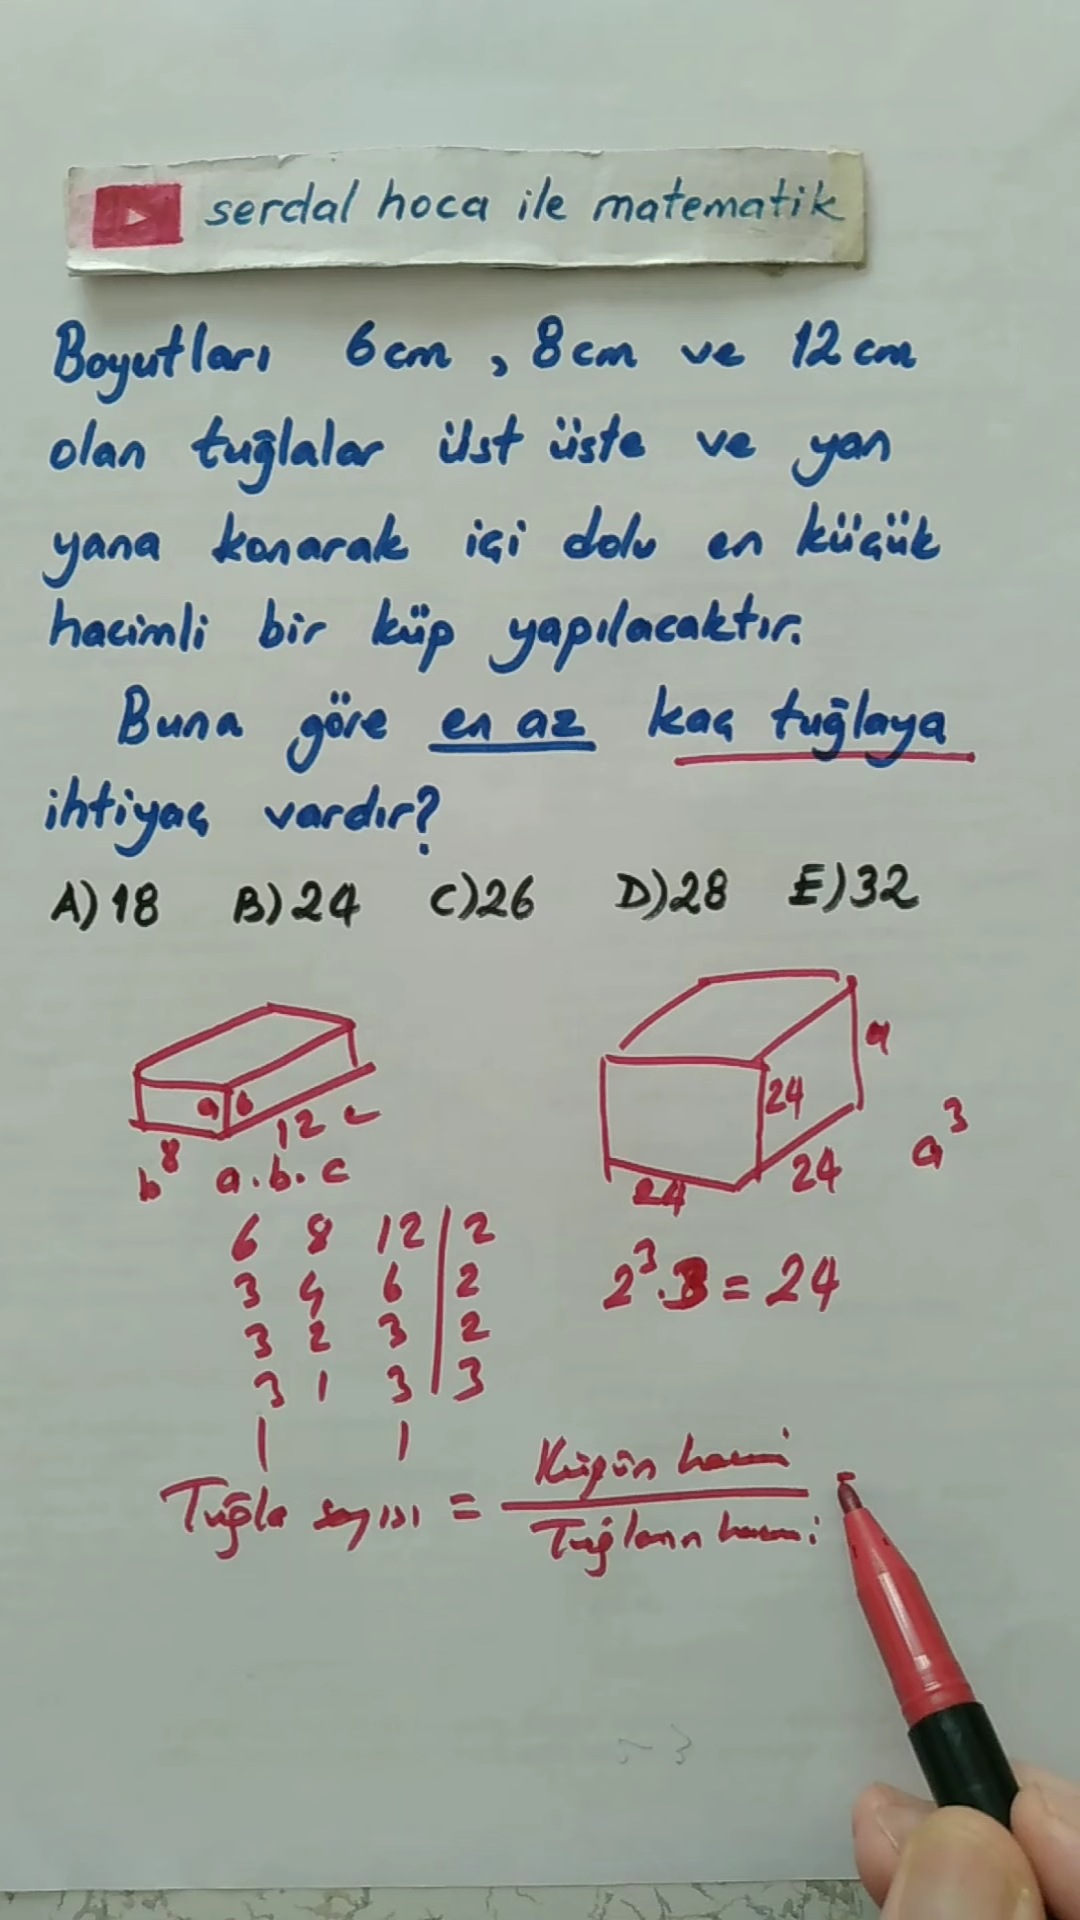 serdal hoca ile matematik
Boyutları 6cm, 8cm ve 12cm
olan tuğlalar üst üste ve yan
yana konarak içi dolu en küçük
hacimli bir küp yapılacaktır.
Buna göre en az kaç tuğlaya
ihtiyaç vardır?
A) 18 B) 24 C) 26 D) 28 E) 32
a 6
8 12 c
b a.b.c
a
24
24 24
a³
6 8 12 | 2
3 4 6 | 2
3 2 3 | 2
3 1 3 | 3
1 1
2³.3 = 24
Tuğla sayısı = Küpün hacmi
Tuğlanın hacmi